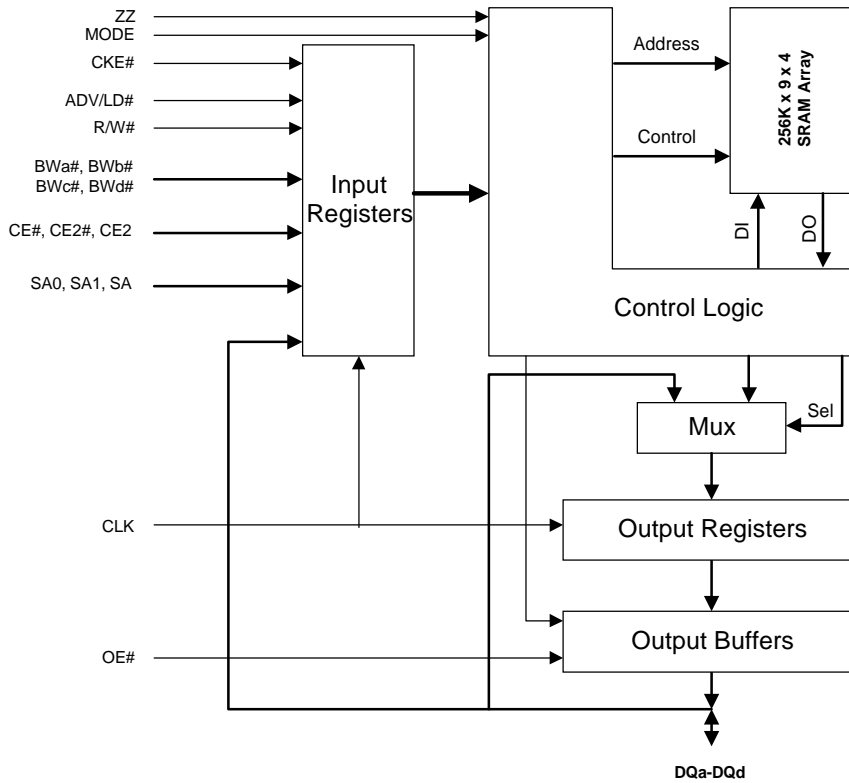 ZZ
MODE
CKE#
ADV/LD#
R/W#
BWa#, BWb#
BWc#, BWd#
CE#, CE2#, CE2
SA0, SA1, SA
Input
Registers
Address
Control
256K x 9 x 4
SRAM Array
DI
DO
Control Logic
Sel
Mux
CLK
Output Registers
OE#
Output Buffers
DQa-DQd